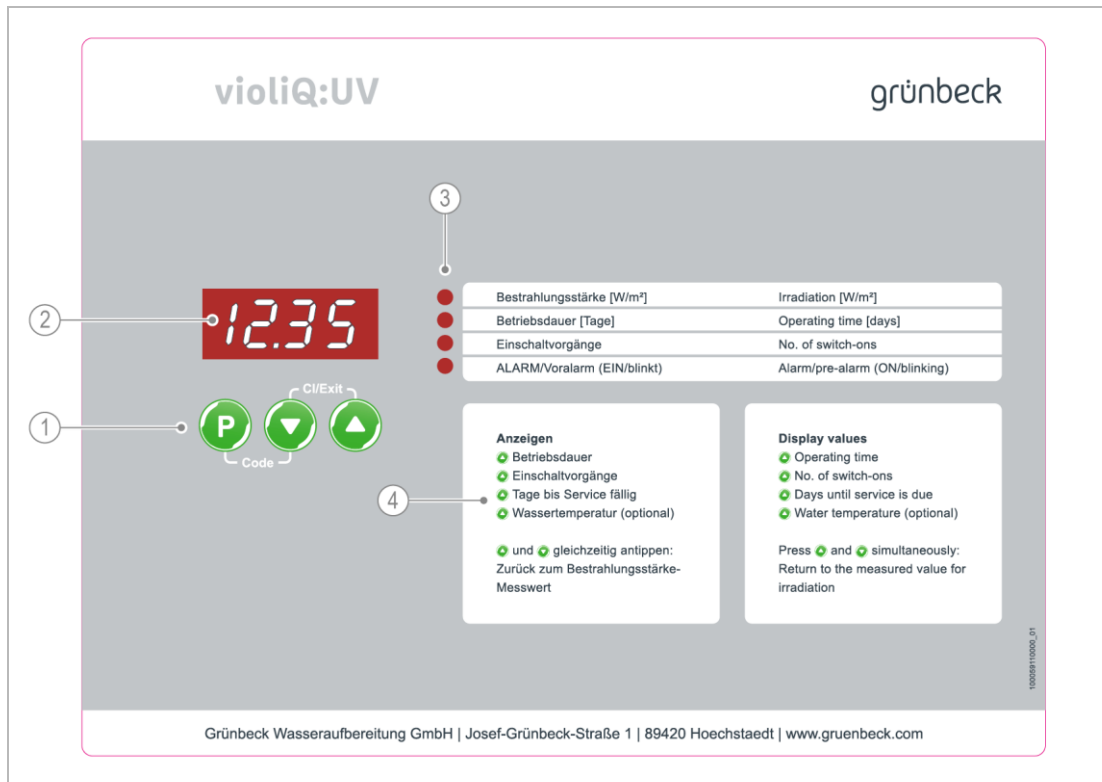 violiQ:UV
grünbeck
3
2
12.35
Bestrahlungsstärke [W/m²] Irradiation [W/m²]
Betriebsdauer [Tage] Operating time [days]
Einschaltvorgänge No. of switch-ons
ALARM/Voralarm (EIN/blinkt) Alarm/pre-alarm (ON/blinking)
Cl/Exit
1
P
Code
4
Anzeigen
Betriebsdauer
Einschaltvorgänge
Tage bis Service fällig
Wassertemperatur (optional)
und gleichzeitig antippen:
Zurück zum Bestrahlungsstärke-
Messwert
Display values
Operating time
No. of switch-ons
Days until service is due
Water temperature (optional)
Press and simultaneously:
Return to the measured value for
irradiation
100059110000_01
Grünbeck Wasseraufbereitung GmbH | Josef-Grünbeck-Straße 1 | 89420 Hoechstaedt | www.gruenbeck.com